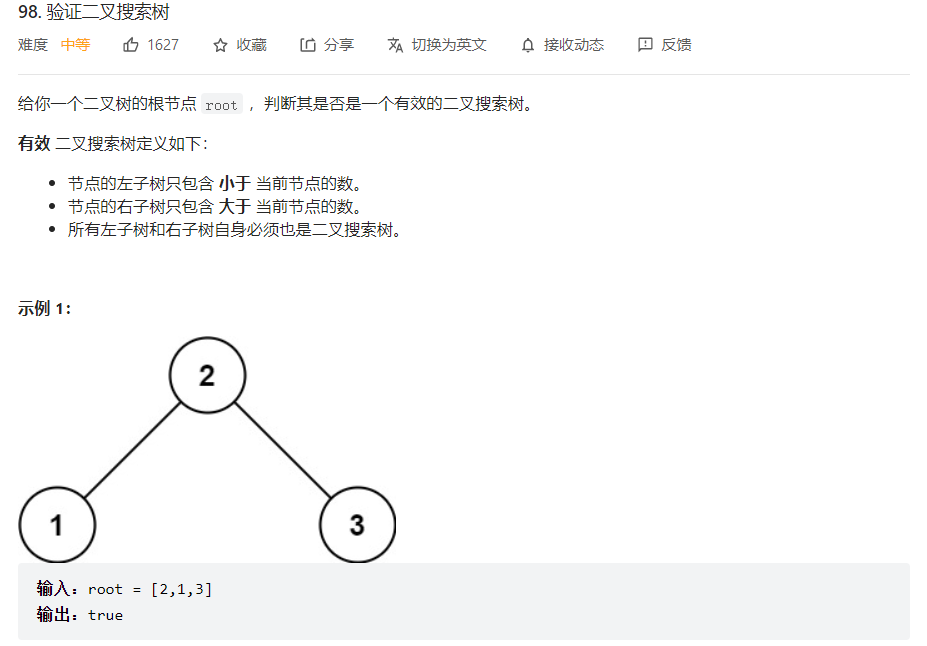 98. 验证二叉搜索树
难度 中等 1627 收藏 分享 切换为英文 接收动态 反馈
给你一个二叉树的根节点 root ，判断其是否是一个有效的二叉搜索树。
有效 二叉搜索树定义如下：
节点的左子树只包含 小于 当前节点的数。
节点的右子树只包含 大于 当前节点的数。
所有左子树和右子树自身必须也是二叉搜索树。
示例 1：
2
1 3
输入：root = [2,1,3]
输出：true